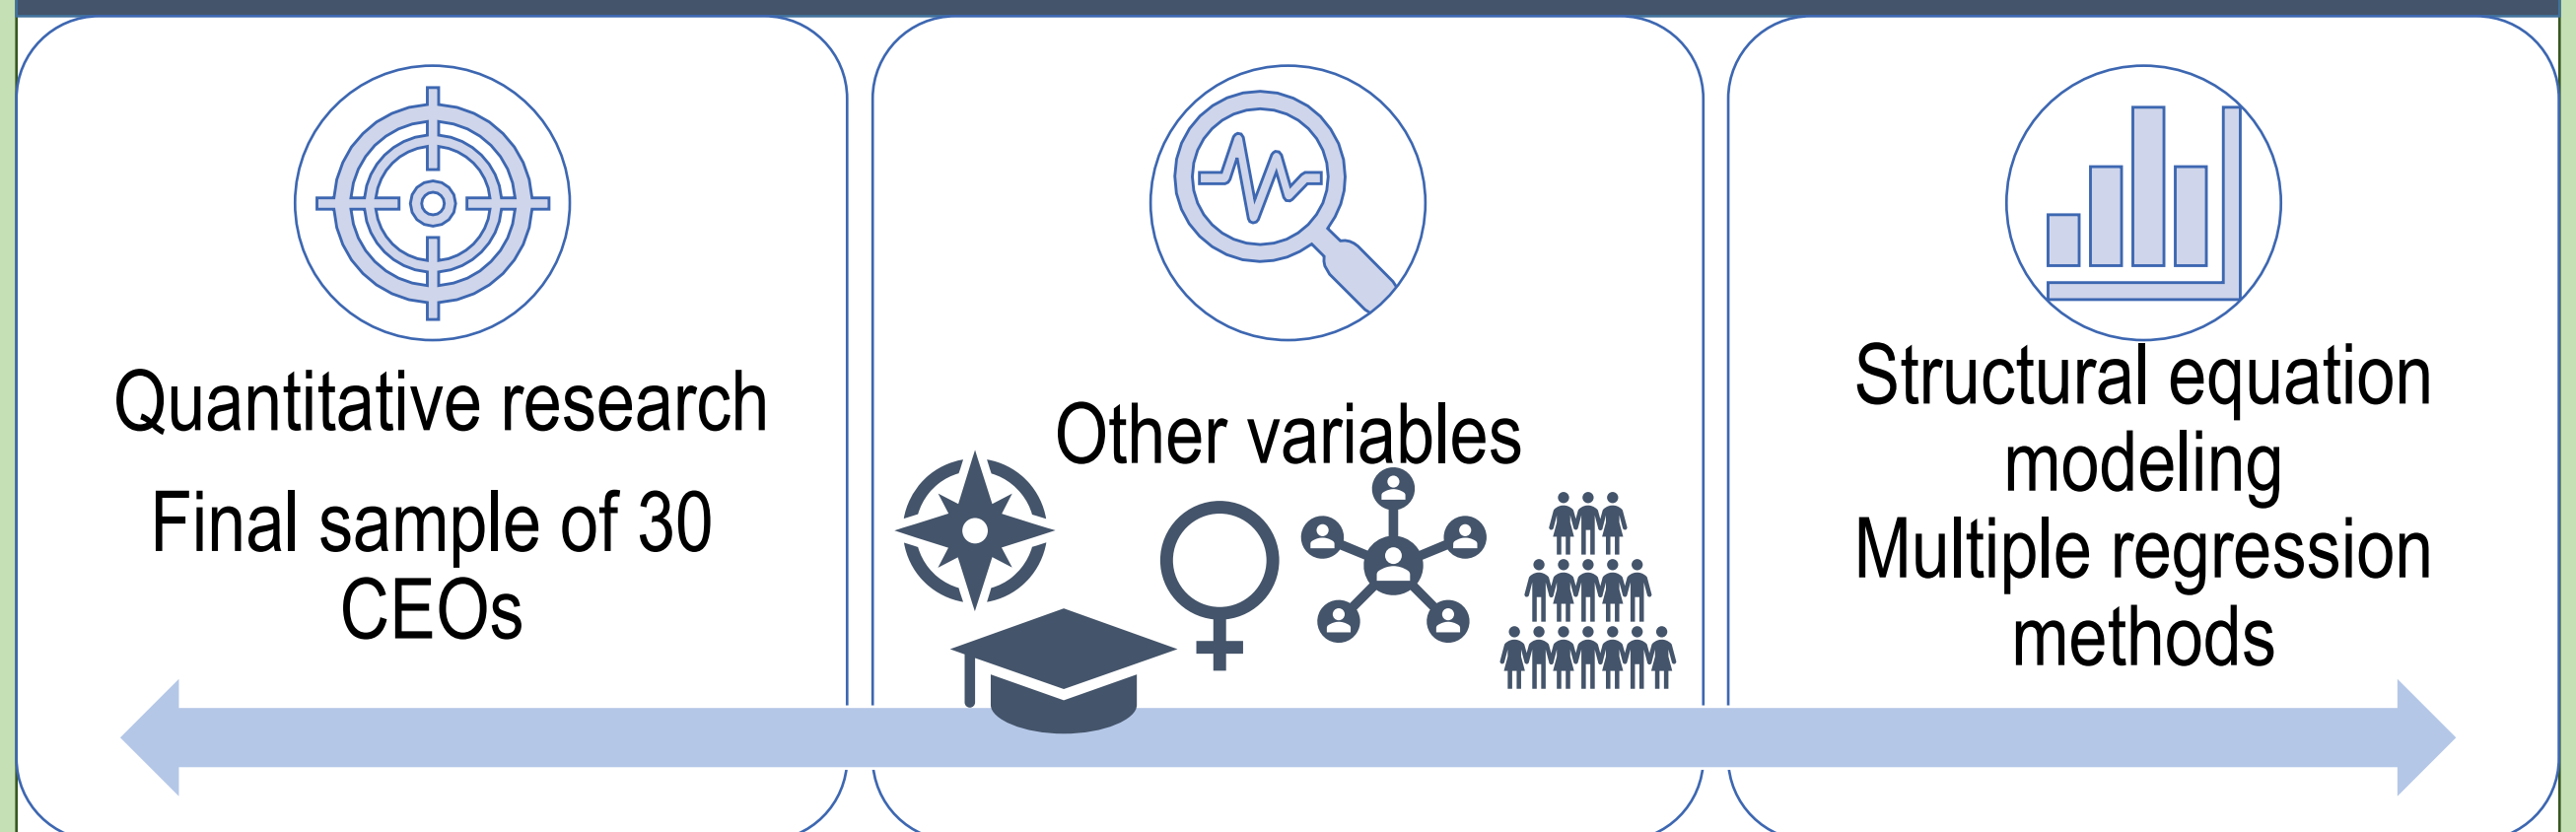 Quantitative research
Final sample of 30
CEOs
Other variables
Structural equation
modeling
Multiple regression
methods